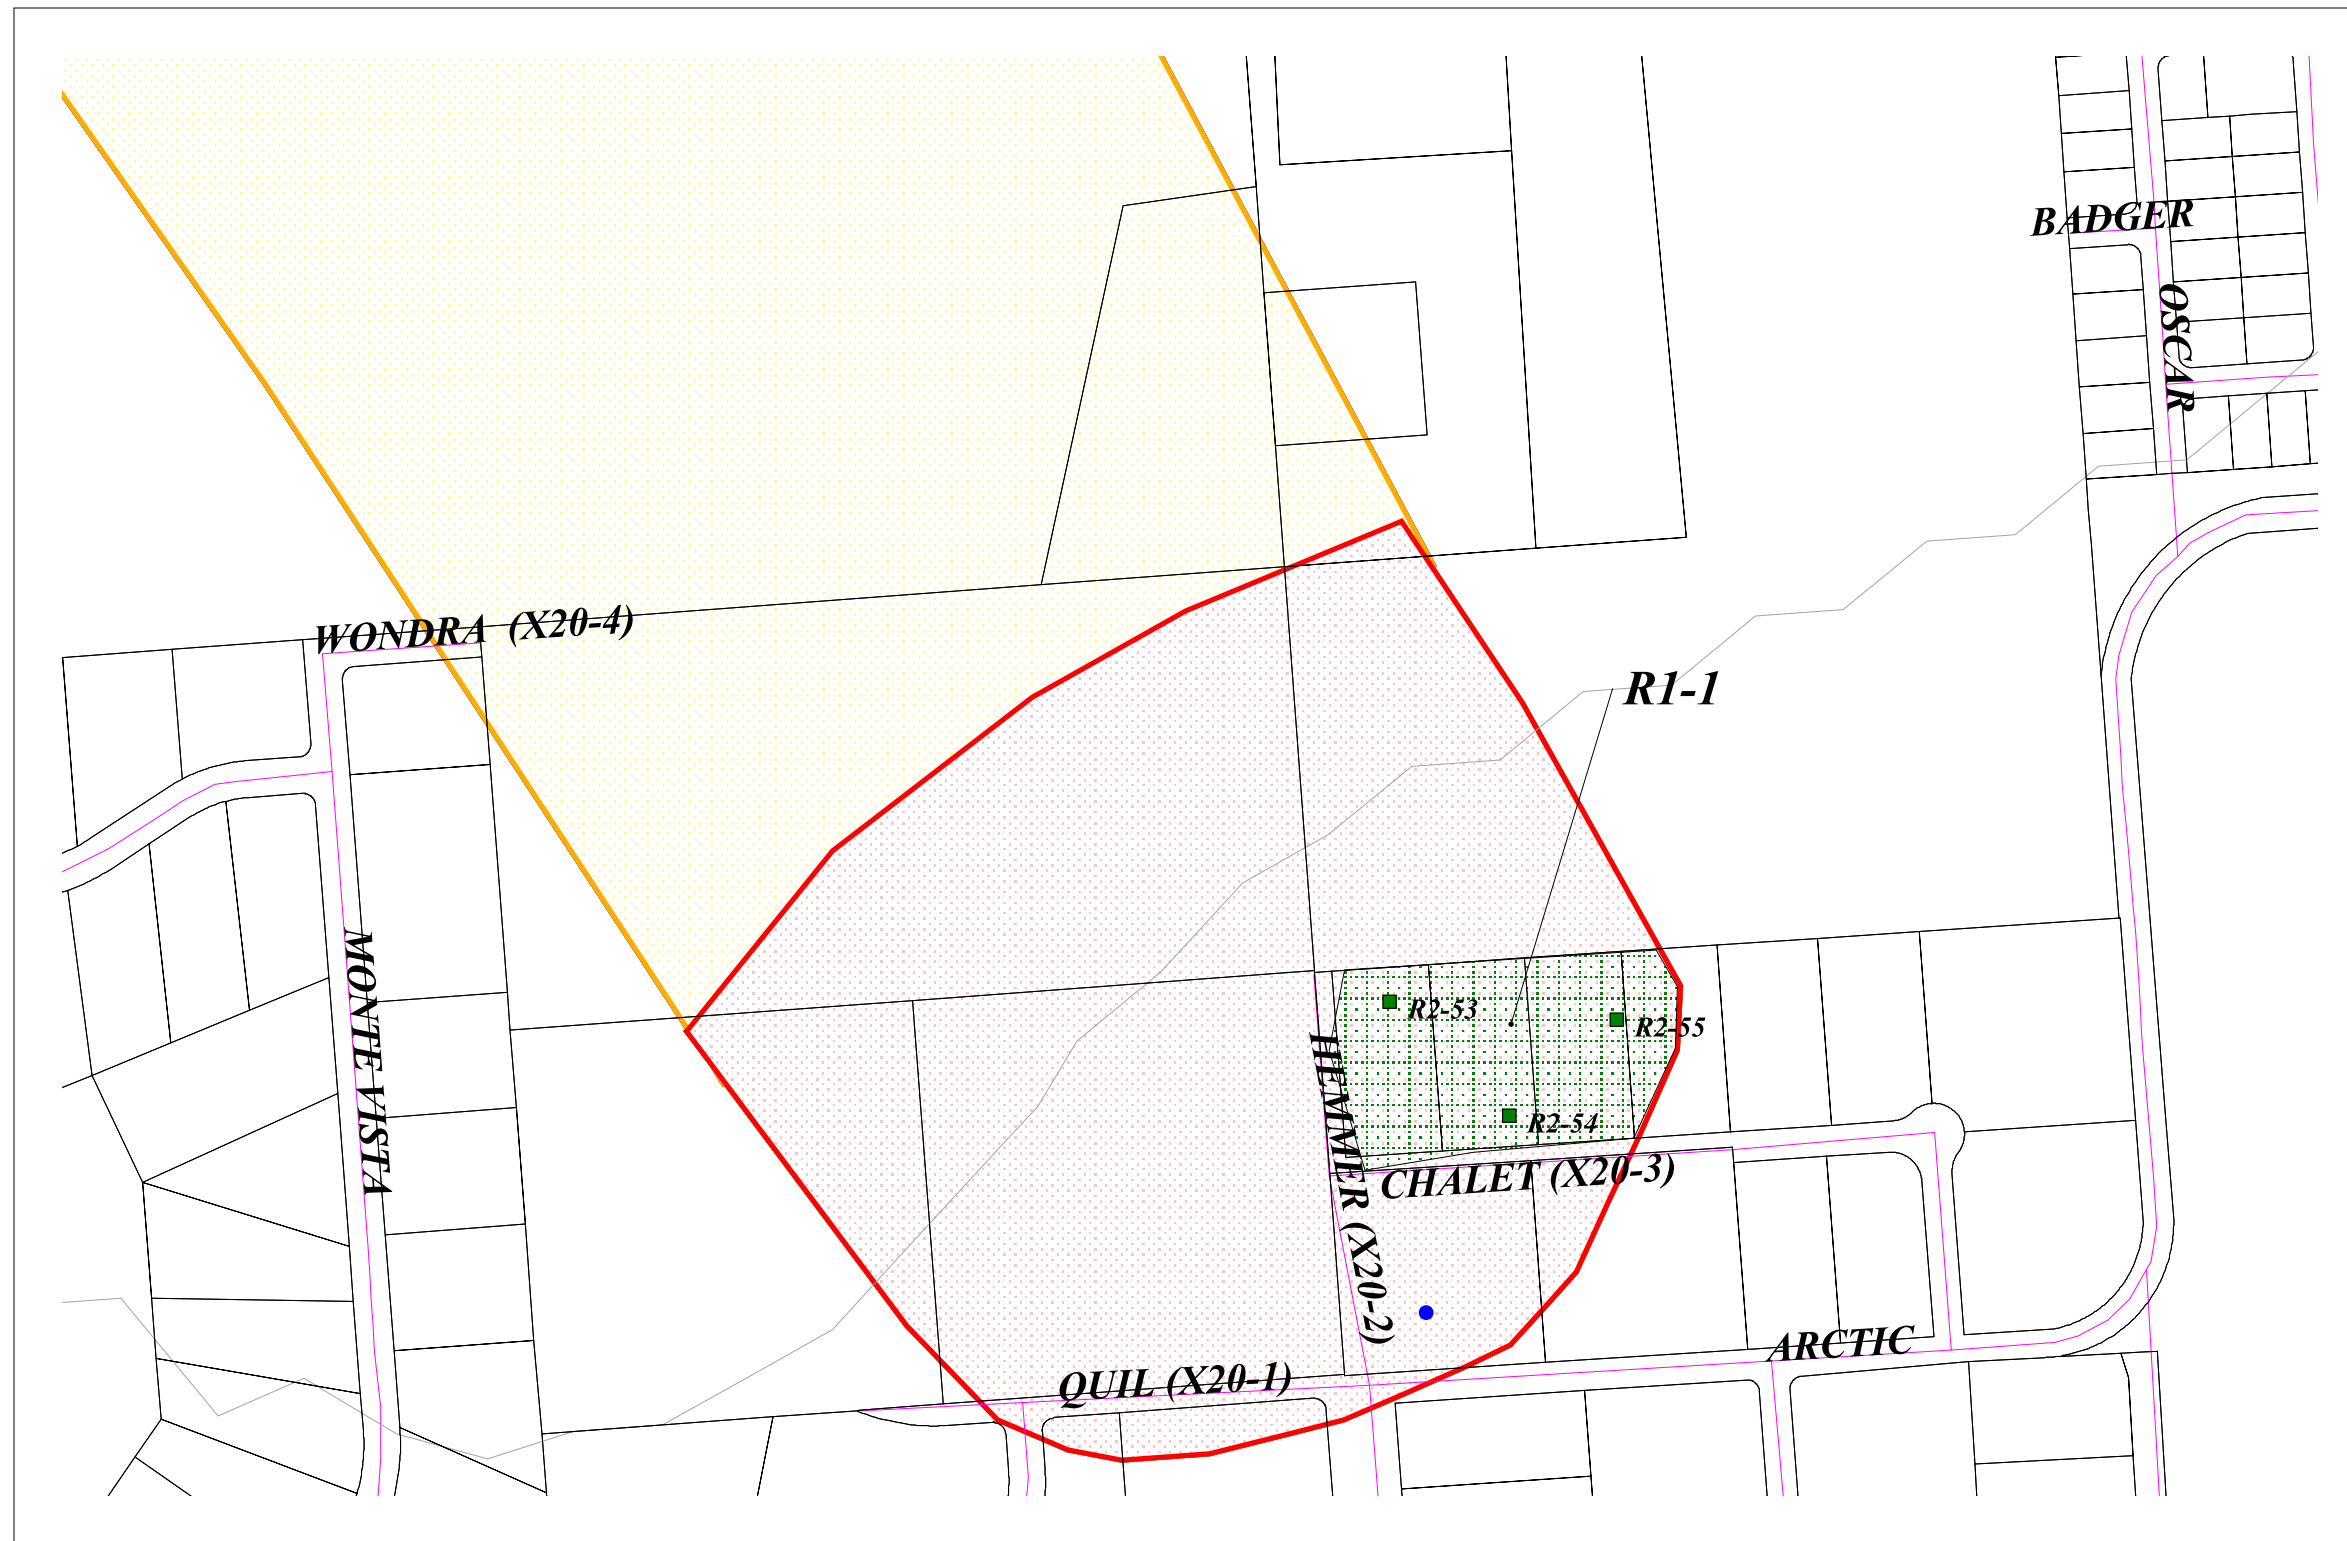 BADGER
OSCAR
WONDRA (X20-4)
R1-1
MONTE VISTA
R2-53
R2-55
HEMMER (X20-2)
R2-54
CHALET (X20-3)
ARCTIC
QUIL (X20-1)